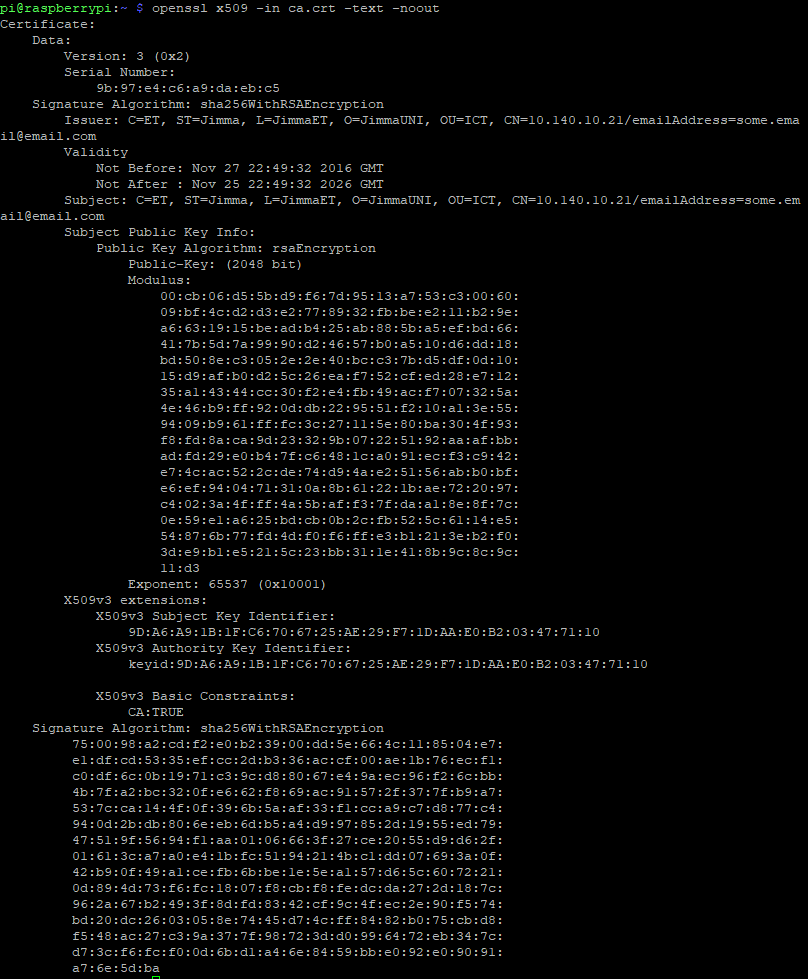 pi@raspberrypi:~ $ openssl x509 -in ca.crt -text -noout
Certificate:
    Data:
        Version: 3 (0x2)
        Serial Number:
            9b:97:e4:c6:a9:da:eb:c5
    Signature Algorithm: sha256WithRSAEncryption
        Issuer: C=ET, ST=Jimma, L=JimmaET, O=JimmaUNI, OU=ICT, CN=10.140.10.21/emailAddress=some.ema
il@email.com
        Validity
            Not Before: Nov 27 22:49:32 2016 GMT
            Not After : Nov 25 22:49:32 2026 GMT
        Subject: C=ET, ST=Jimma, L=JimmaET, O=JimmaUNI, OU=ICT, CN=10.140.10.21/emailAddress=some.em
ail@email.com
        Subject Public Key Info:
            Public Key Algorithm: rsaEncryption
                Public-Key: (2048 bit)
                Modulus:
                    00:cb:06:d5:5b:d9:f6:7d:95:13:a7:53:c3:00:60:
                    09:bf:4c:d2:d3:e2:77:89:32:fb:be:e2:11:b2:9e:
                    a6:63:19:15:be:ad:b4:25:ab:88:5b:a5:ef:bd:66:
                    41:7b:5d:7a:99:90:d2:46:57:b0:a5:10:d6:dd:18:
                    bd:50:8e:c3:05:2e:2e:40:bc:c3:7b:d5:df:0d:10:
                    15:d9:af:b0:d2:5c:26:ea:f7:52:cf:ed:28:e7:12:
                    35:a1:43:44:cc:30:f2:e4:fb:49:ac:f7:07:32:5a:
                    4e:46:b9:ff:92:0d:db:22:95:51:f2:10:a1:3e:55:
                    94:09:b9:61:ff:fc:3c:27:11:5e:80:ba:30:4f:93:
                    f8:fd:8a:ca:9d:23:32:9b:07:22:51:92:aa:af:bb:
                    ad:fd:29:e0:b4:7f:c6:48:1c:a0:91:ec:f3:c9:42:
                    e7:4c:ac:52:2c:de:74:d9:4a:e2:51:56:ab:b0:bf:
                    e6:ef:94:04:71:31:0a:8b:61:22:1b:ae:72:20:97:
                    c4:02:3a:4f:ff:4a:5b:af:f3:7f:da:a1:8e:8f:7c:
                    0e:59:e1:a6:25:bd:cb:0b:2c:fb:52:5c:61:14:e5:
                    54:87:6b:77:fd:4d:f0:f6:ff:e3:b1:21:3e:b2:f0:
                    3d:e9:b1:e5:21:5c:23:bb:31:1e:41:8b:9c:8c:9c:
                    11:d3
                Exponent: 65537 (0x10001)
        X509v3 extensions:
            X509v3 Subject Key Identifier:
                9D:A6:A9:1B:1F:C6:70:67:25:AE:29:F7:1D:AA:E0:B2:03:47:71:10
            X509v3 Authority Key Identifier:
                keyid:9D:A6:A9:1B:1F:C6:70:67:25:AE:29:F7:1D:AA:E0:B2:03:47:71:10
            X509v3 Basic Constraints:
                CA:TRUE
    Signature Algorithm: sha256WithRSAEncryption
         75:00:98:a2:cd:f2:e0:b2:39:00:dd:5e:66:4c:11:85:04:e7:
         e1:df:cd:53:35:ef:cc:2d:b3:36:ac:cf:00:ae:1b:76:ec:f1:
         c0:df:6c:0b:19:71:c3:9c:d8:80:67:e4:9a:ec:96:f2:6c:bb:
         4b:7f:a2:bc:32:0f:e6:62:f8:69:ac:91:57:2f:37:7f:b9:a7:
         53:7c:ca:14:4f:0f:39:6b:5a:af:33:f1:cc:a9:c7:d8:77:c4:
         94:0d:2b:db:80:6e:eb:6d:b5:a4:d9:97:85:2d:19:55:ed:79:
         47:51:9f:56:94:f1:aa:01:06:66:3f:27:ce:20:55:d9:d6:2f:
         01:61:3c:a7:a0:e4:1b:fc:51:94:21:4b:c1:dd:07:69:3a:0f:
         42:b9:0f:49:a1:ce:fb:6b:be:1e:5e:a1:57:d6:5c:60:72:21:
         0d:89:4d:73:f6:fc:18:07:f8:cb:f8:fe:dc:da:27:2d:18:7c:
         96:2a:67:b2:49:3f:8d:fd:83:42:cf:9c:4f:ec:2e:90:f5:74:
         bd:20:dc:26:03:05:8e:74:45:d7:4c:ff:84:82:b0:75:cb:d8:
         f5:48:ac:27:c3:9a:37:7f:98:72:3d:d0:99:64:72:eb:34:7c:
         d7:3c:f6:fc:f0:0d:6b:d1:a4:6e:84:59:bb:e0:92:e0:90:91:
         a7:6e:5d:ba